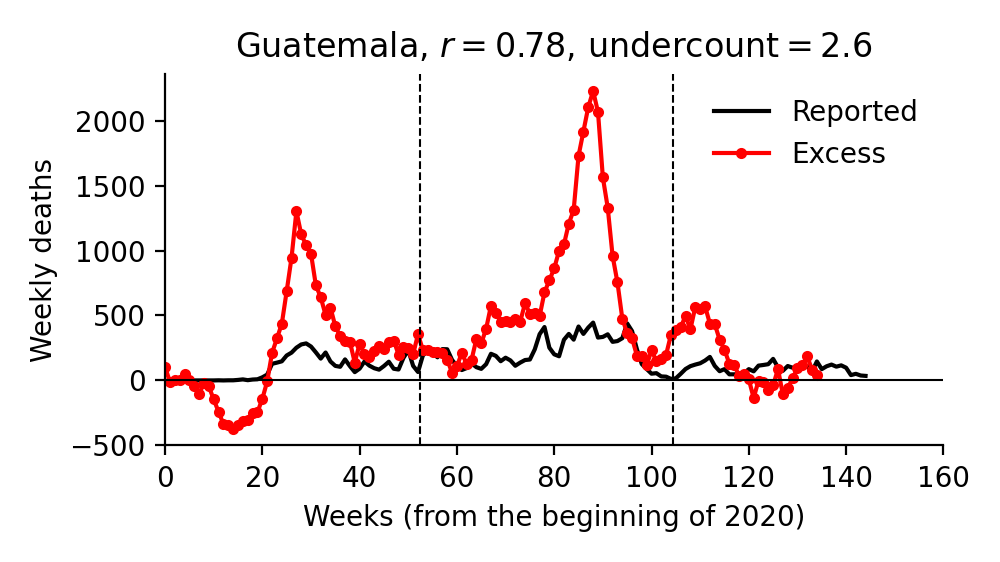 Guatemala, r = 0.78, undercount = 2.6
Reported
Excess
Weekly deaths
2000
1500
1000
500
0
−500
0 20 40 60 80 100 120 140 160
Weeks (from the beginning of 2020)